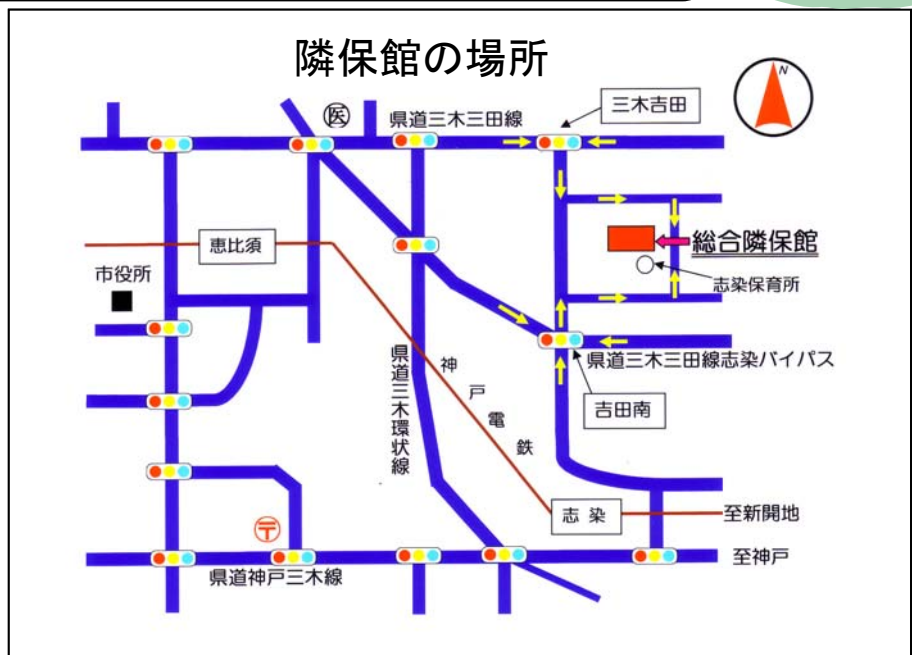 隣保館の場所
N
医
県道三木三田線
三木吉田
恵比須
総合隣保館
市役所
志染保育所
県道三木三田線志染バイパス
県道三木環状線
神戸電鉄
吉田南
志染
至新開地
〒
至神戸
県道神戸三木線